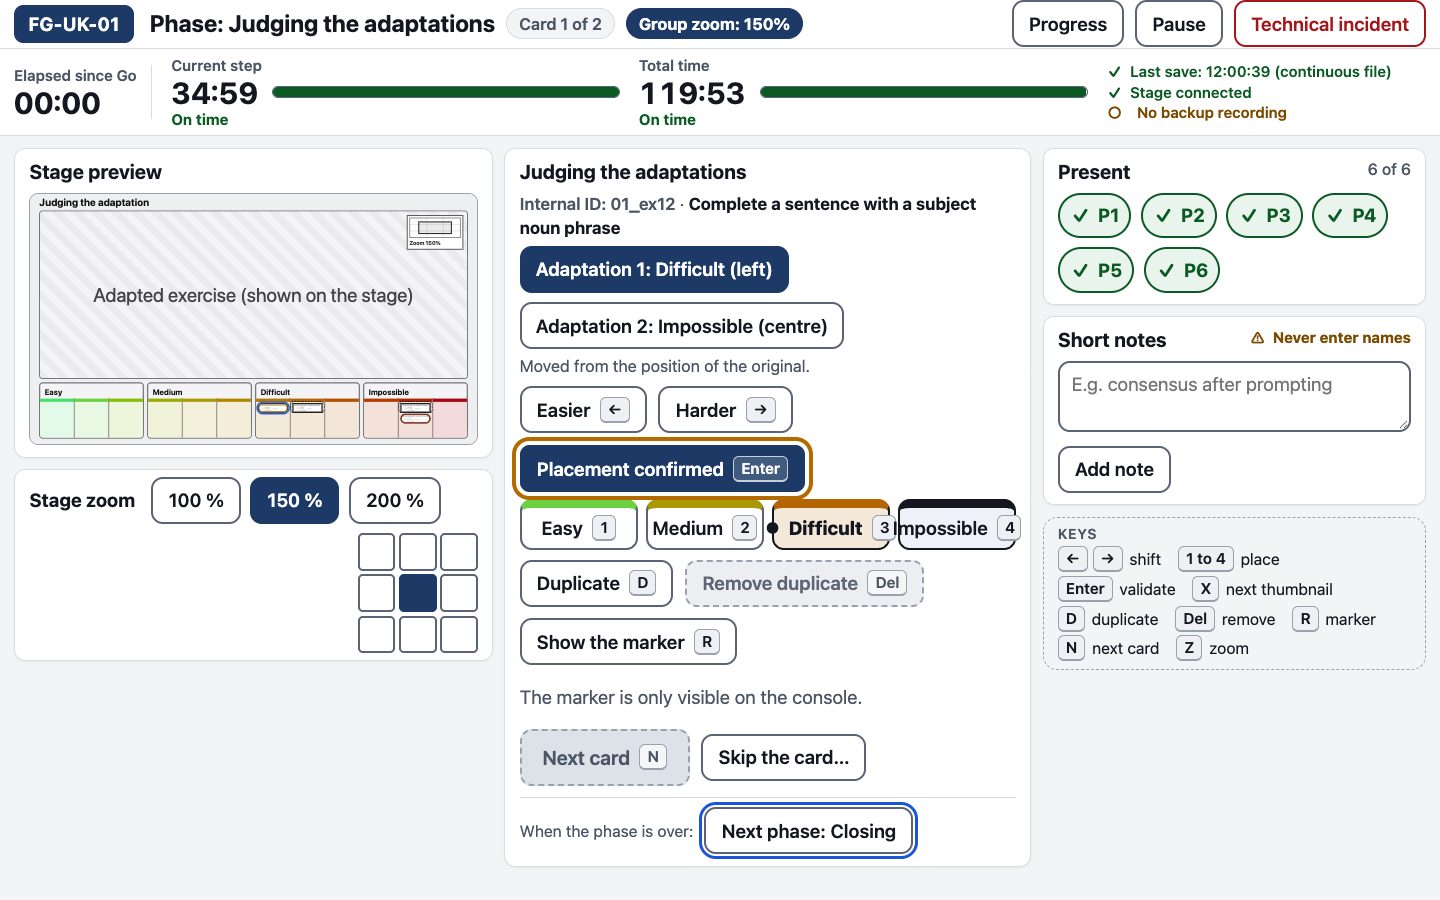 FG-UK-01
Phase: Judging the adaptations
Card 1 of 2
Group zoom: 150%
Progress
Pause
Technical incident
Elapsed since Go
00:00
Current step
34:59
On time
Total time
119:53
On time
Last save: 12:00:39 (continuous file)
Stage connected
No backup recording
Stage preview
Judging the adaptation
Zoom 150%
Adapted exercise (shown on the stage)
Easy
Medium
Difficult
Impossible
Stage zoom
100 %
150 %
200 %
Judging the adaptations
Internal ID: 01_ex12 · Complete a sentence with a subject
noun phrase
Adaptation 1: Difficult (left)
Adaptation 2: Impossible (centre)
Moved from the position of the original.
Easier ←
Harder →
Placement confirmed Enter
Easy 1
Medium 2
Difficult 3
Impossible 4
Duplicate D
Remove duplicate Del
Show the marker R
The marker is only visible on the console.
Next card N
Skip the card...
When the phase is over:
Next phase: Closing
Present
6 of 6
P1
P2
P3
P4
P5
P6
Short notes
Never enter names
E.g. consensus after prompting
Add note
KEYS
← → shift 1 to 4 place
Enter validate X next thumbnail
D duplicate Del remove R marker
N next card Z zoom